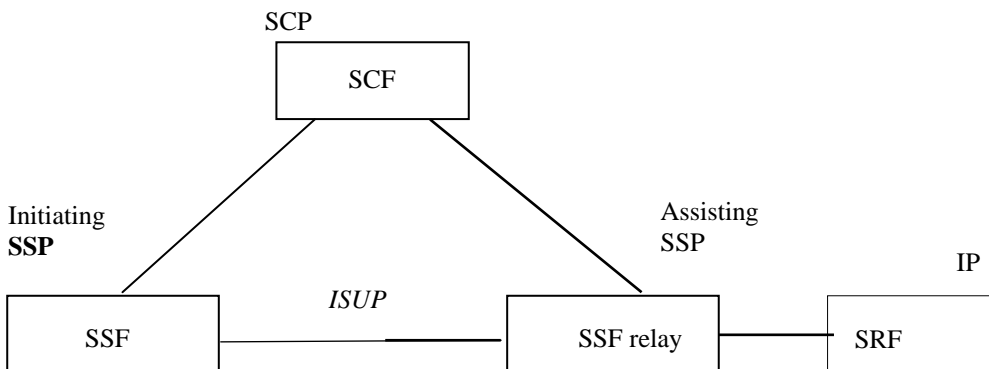 SCP
SCF
Initiating
SSP
Assisting
SSP
IP
ISUP
SSF
SSF relay
SRF